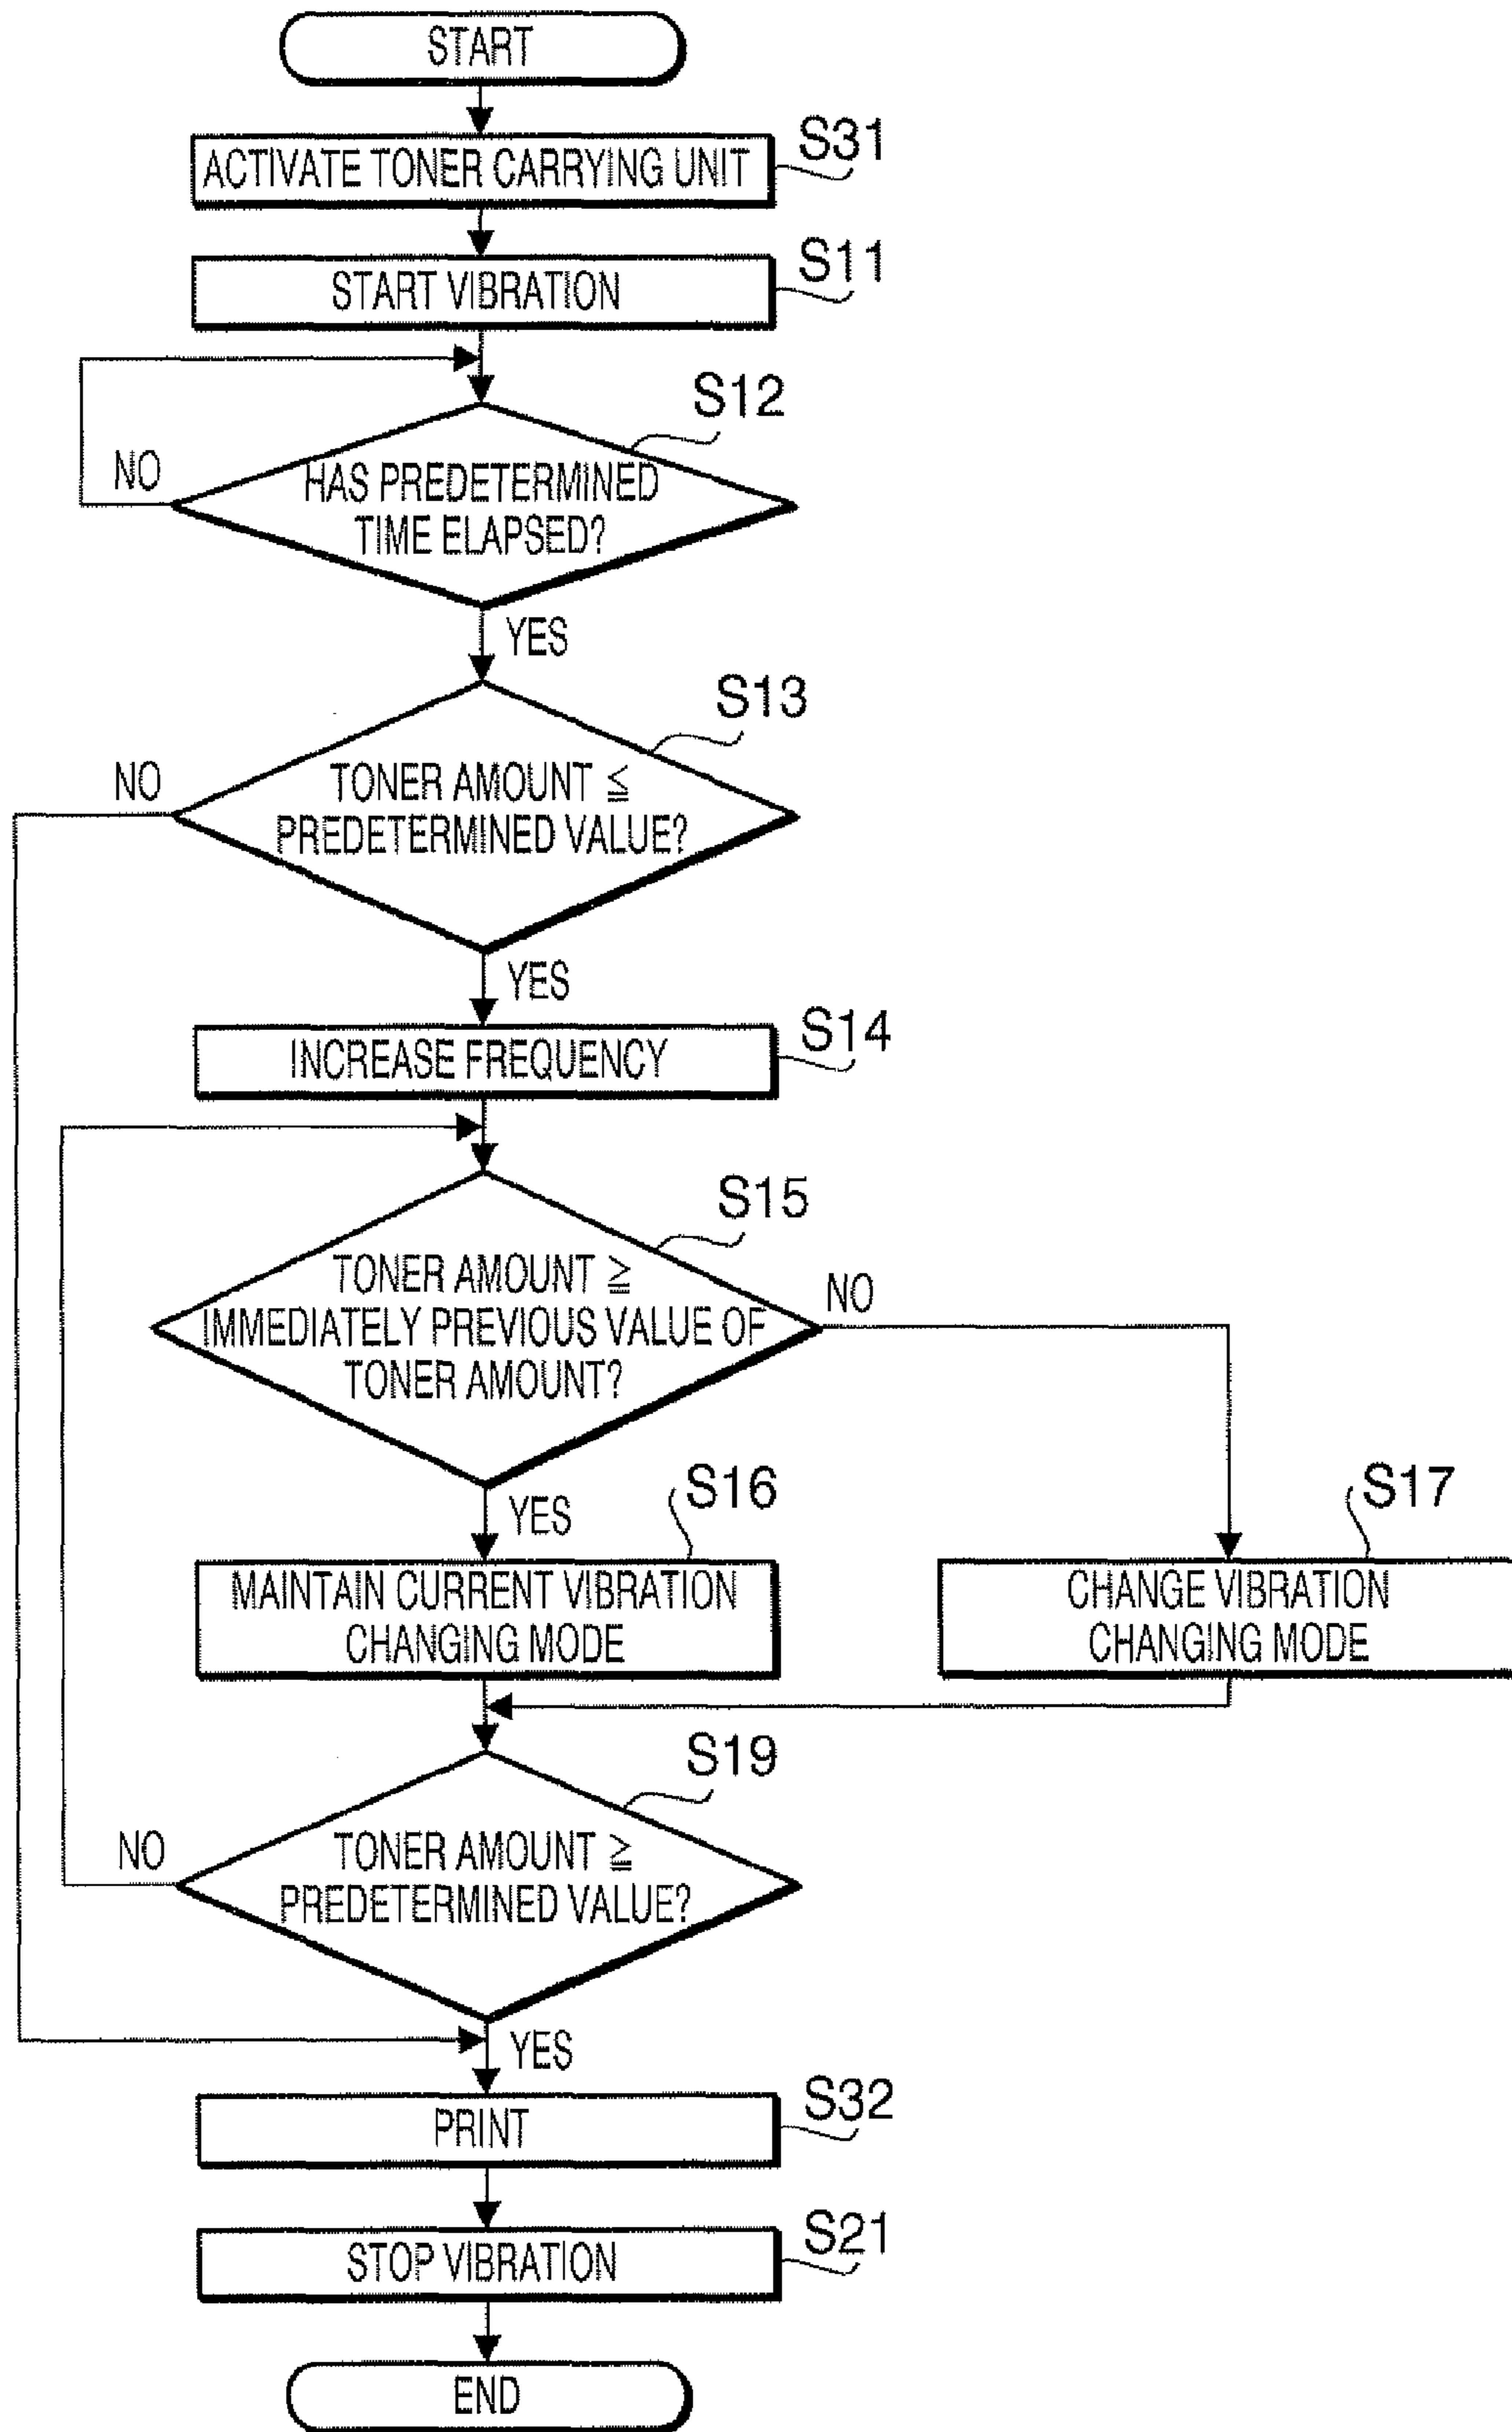 START
ACTIVATE TONER CARRYING UNIT
S31
START VIBRATION
S11
S12
NO
HAS PREDETERMINED
TIME ELAPSED?
YES
S13
NO
TONER AMOUNT ≦
PREDETERMINED VALUE?
YES
INCREASE FREQUENCY
S14
S15
TONER AMOUNT ≧
IMMEDIATELY PREVIOUS VALUE OF
TONER AMOUNT?
NO
YES
S16
S17
MAINTAIN CURRENT VIBRATION
CHANGING MODE
CHANGE VIBRATION
CHANGING MODE
S19
NO
TONER AMOUNT ≧
PREDETERMINED VALUE?
YES
PRINT
S32
STOP VIBRATION
S21
END